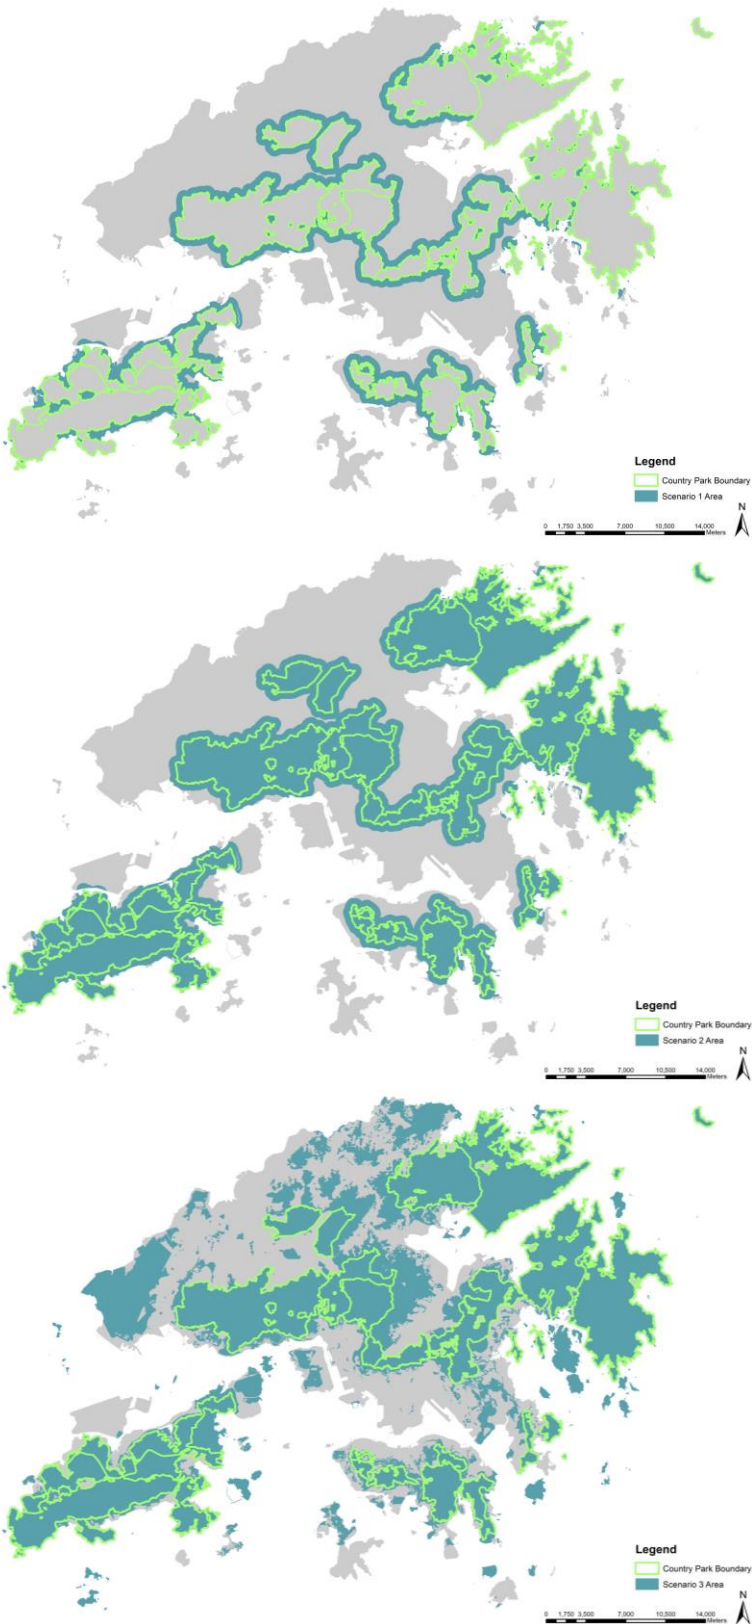 Legend
Country Park Boundary
Scenario 1 Area
N
0 1,750 3,500 7,000 10,500 14,000
Meters
Legend
Country Park Boundary
Scenario 2 Area
N
0 1,750 3,500 7,000 10,500 14,000
Meters
Legend
Country Park Boundary
Scenario 3 Area
N
0 1,750 3,500 7,000 10,500 14,000
Meters